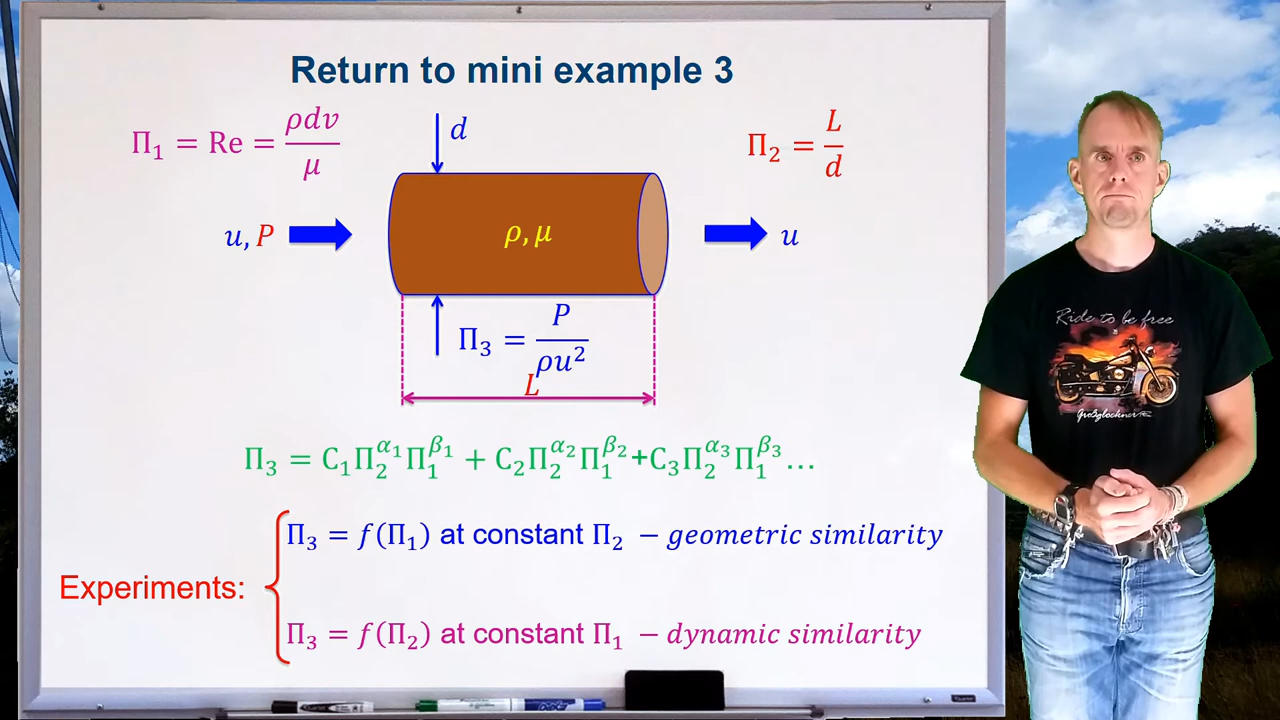 Return to mini example 3
Π₁ = Re = ρdv/μ
d
Π₂ = L/d
u, P
ρ, μ
u
Π₃ = P/ρu²
L
Π₃ = C₁Π₂^α₁Π₁^β₁ + C₂Π₂^α₂Π₁^β₂+C₃Π₂^α₃Π₁^β₃…
Experiments:
Π₃ = f(Π₁) at constant Π₂ − geometric similarity
Π₃ = f(Π₂) at constant Π₁ − dynamic similarity
Ride to be free
Großglockner